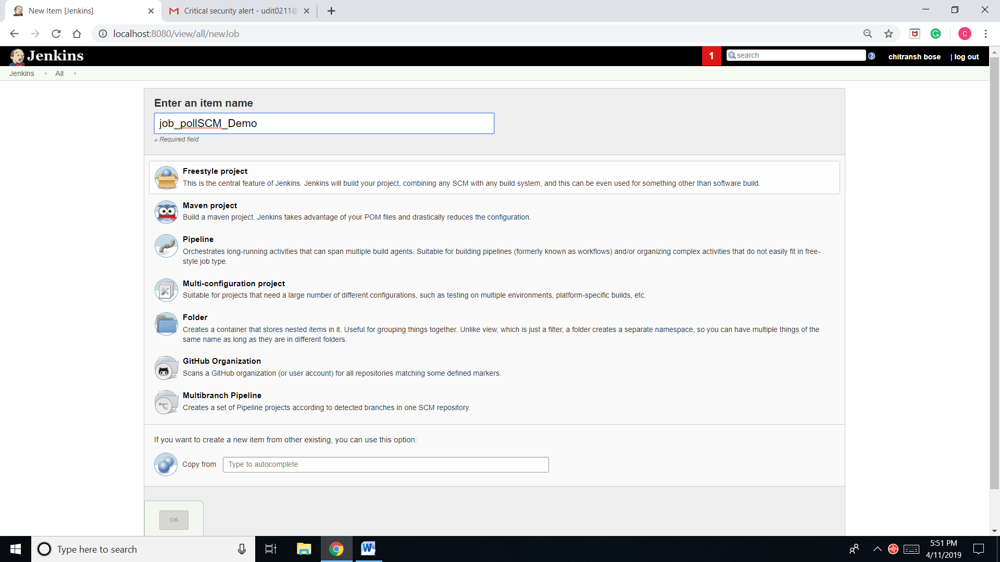 New Item [Jenkins]
Critical security alert - udit0211@
localhost:8080/view/all/newJob
C
Jenkins
1
search
chitransh bose
| log out
Jenkins
All
Enter an item name
job_pollSCM_Demo
» Required field
Freestyle project
This is the central feature of Jenkins. Jenkins will build your project, combining any SCM with any build system, and this can be even used for something other than software build.
Maven project
Build a maven project. Jenkins takes advantage of your POM files and drastically reduces the configuration.
Pipeline
Orchestrates long-running activities that can span multiple build agents. Suitable for building pipelines (formerly known as workflows) and/or organizing complex activities that do not easily fit in free-
style job type.
Multi-configuration project
Suitable for projects that need a large number of different configurations, such as testing on multiple environments, platform-specific builds, etc.
Folder
Creates a container that stores nested items in it. Useful for grouping things together. Unlike view, which is just a filter, a folder creates a separate namespace, so you can have multiple things of the
same name as long as they are in different folders.
GitHub Organization
Scans a GitHub organization (or user account) for all repositories matching some defined markers.
Multibranch Pipeline
Creates a set of Pipeline projects according to detected branches in one SCM repository.
If you want to create a new item from other existing, you can use this option:
Copy from
Type to autocomplete
OK
Type here to search
5:51 PM
4/11/2019